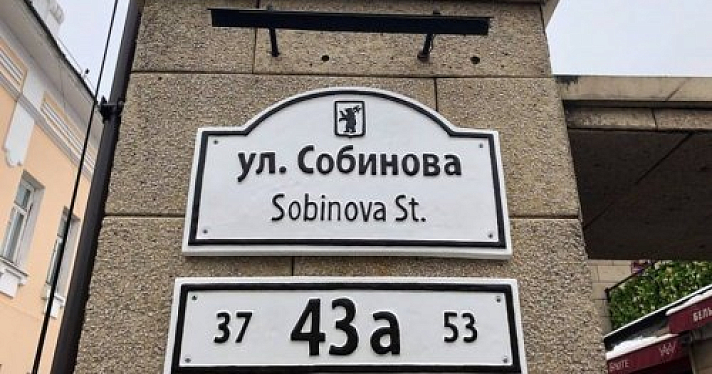 ул. Собинова
Sobinova St.
37 43а 53